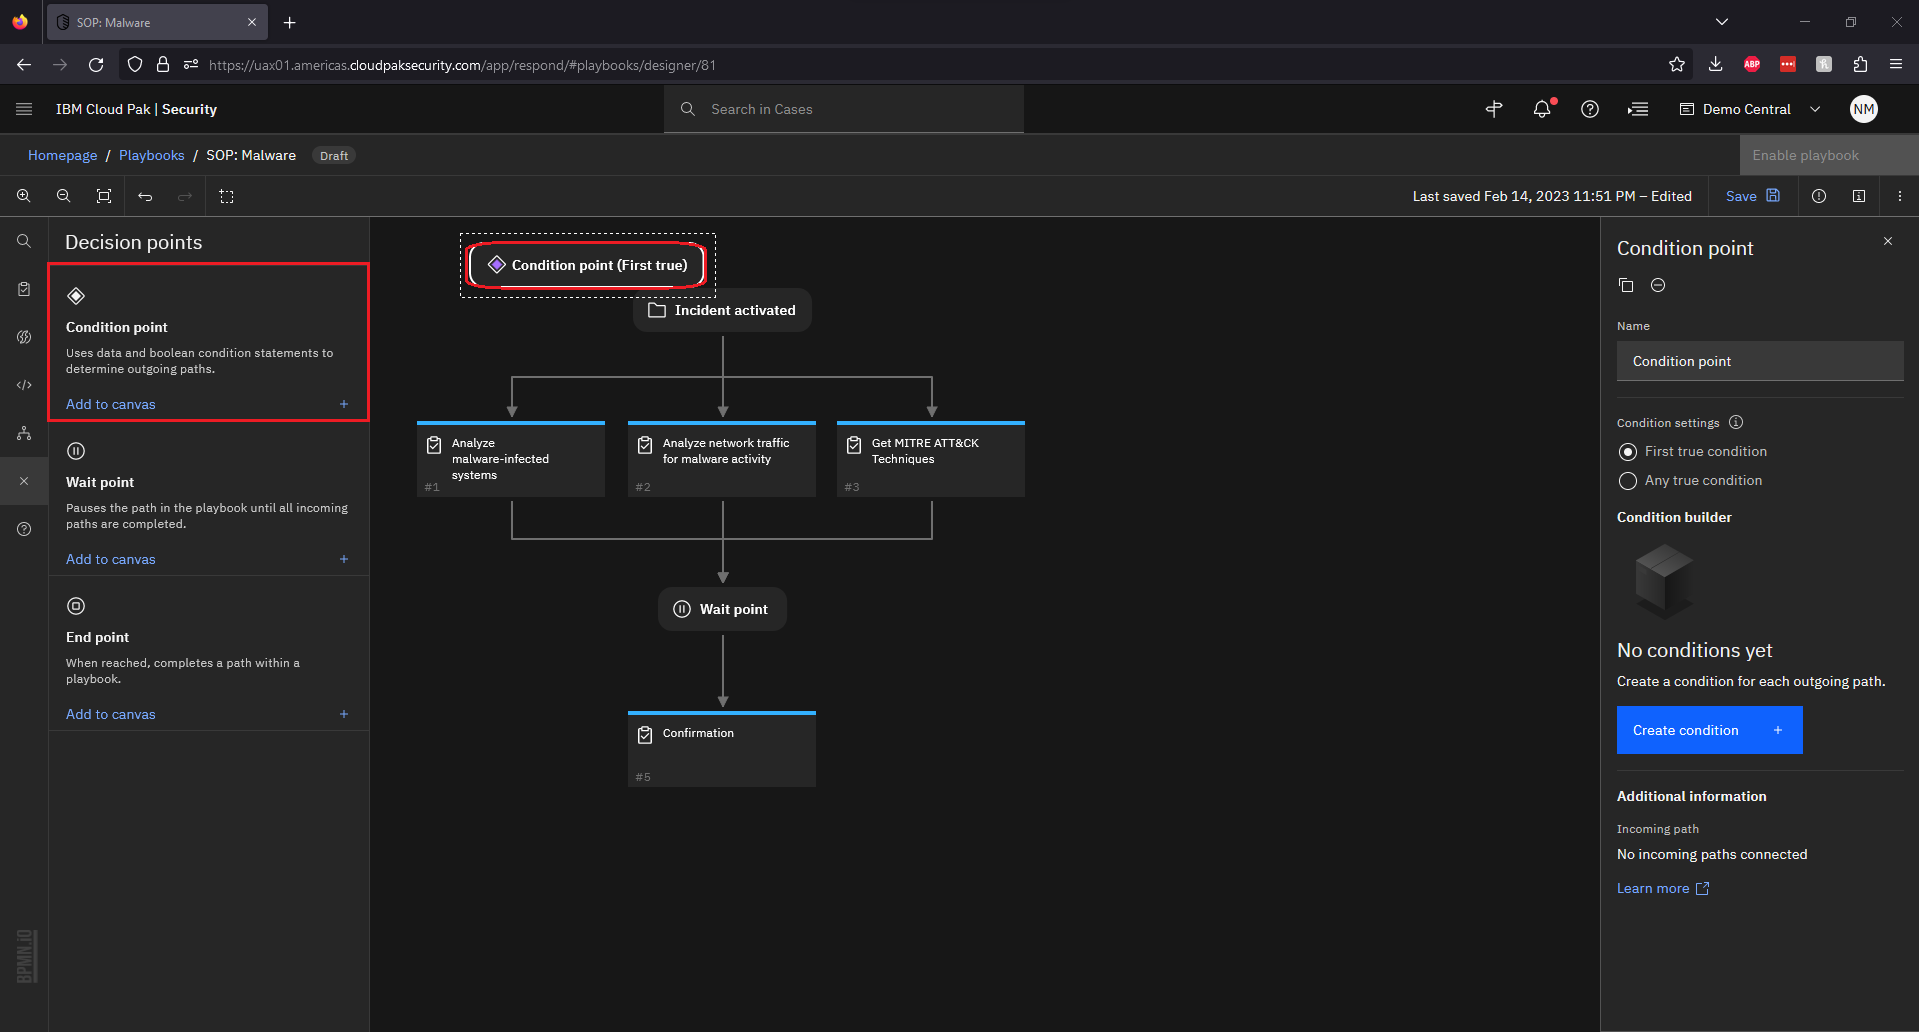 SOP: Malware
https://uax01.americas.cloudpaksecurity.com/app/respond/#playbooks/designer/81
ABP
IBM Cloud Pak | Security
Search in Cases
Demo Central
NM
Homepage / Playbooks / SOP: Malware
Draft
Enable playbook
Last saved Feb 14, 2023 11:51 PM – Edited
Save
Decision points
Condition point
Uses data and boolean condition statements to
determine outgoing paths.
Add to canvas
Wait point
Pauses the path in the playbook until all incoming
paths are completed.
Add to canvas
End point
When reached, completes a path within a
playbook.
Add to canvas
BPMN.iO
Condition point (First true)
Incident activated
Analyze
malware-infected
systems
#1
Analyze network traffic
for malware activity
#2
Get MITRE ATT&CK
Techniques
#3
Wait point
Confirmation
#5
Condition point
Name
Condition point
Condition settings
First true condition
Any true condition
Condition builder
No conditions yet
Create a condition for each outgoing path.
Create condition +
Additional information
Incoming path
No incoming paths connected
Learn more